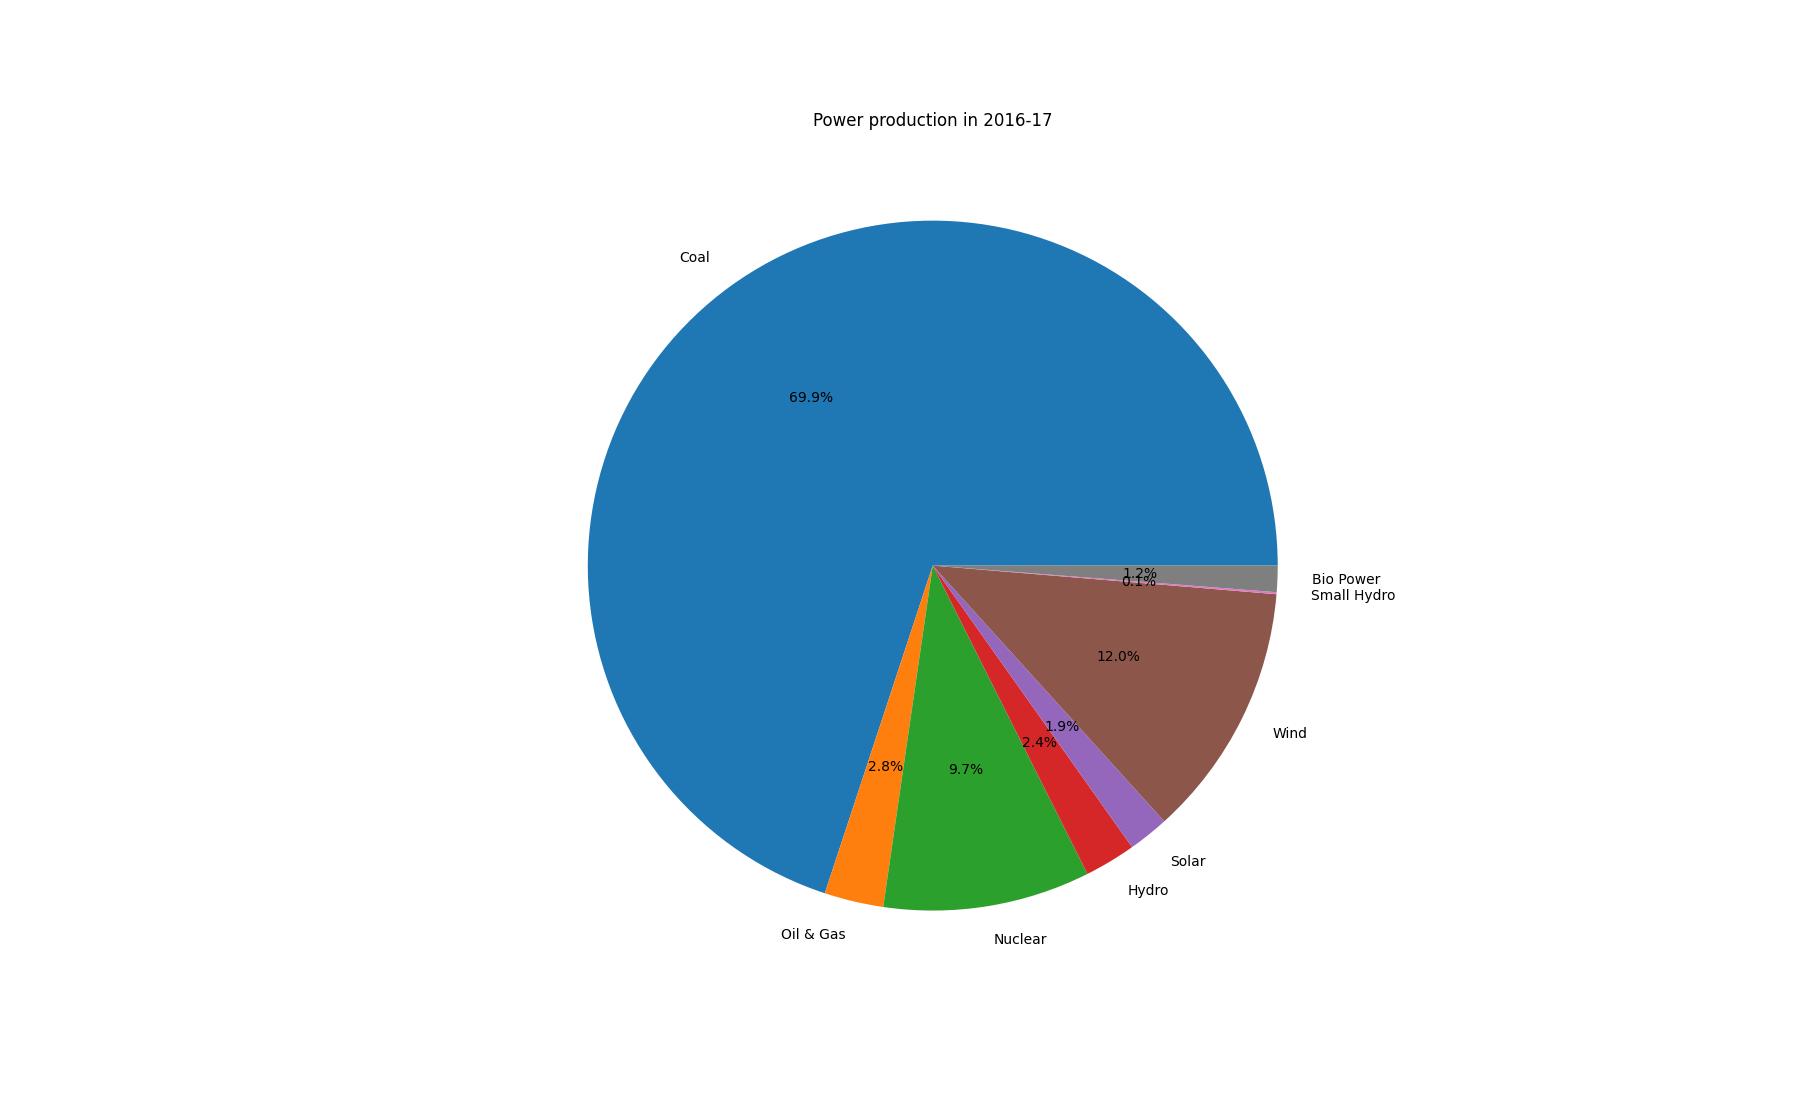 Power production in 2016-17
Coal
69.9%
1.2%
0.1%
Bio Power
Small Hydro
12.0%
Wind
1.9%
2.4%
2.8%
9.7%
Solar
Hydro
Oil & Gas
Nuclear